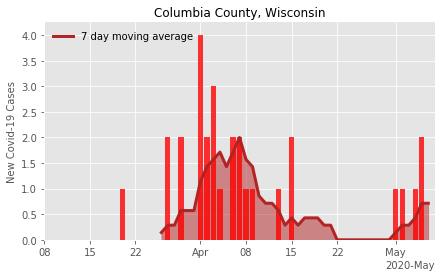 Columbia County, Wisconsin
7 day moving average
New Covid-19 Cases
4.0
3.5
3.0
2.5
2.0
1.5
1.0
0.5
0.0
08 15 22 Apr 08 15 22 May
2020-May